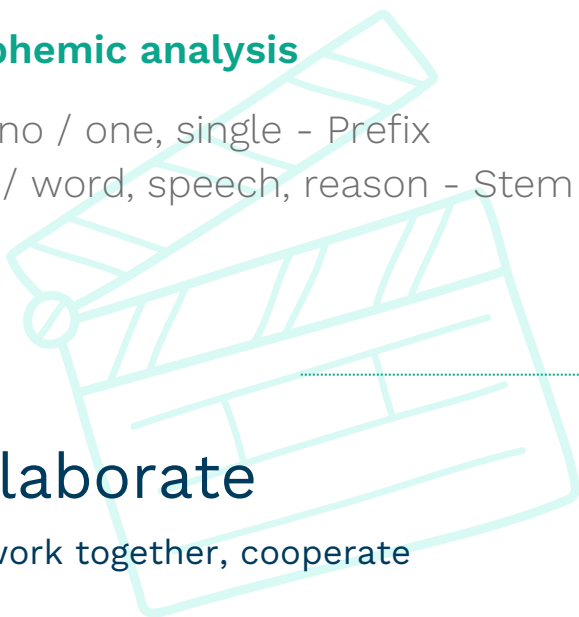 phemic analysis
no / one, single - Prefix
/ word, speech, reason - Stem
laborate
work together, cooperate